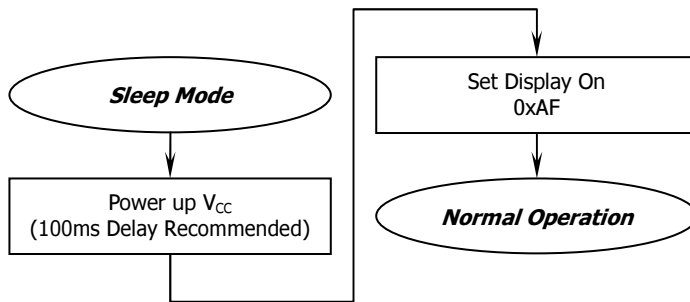 Sleep Mode
Power up VCC
(100ms Delay Recommended)
Set Display On
0xAF
Normal Operation